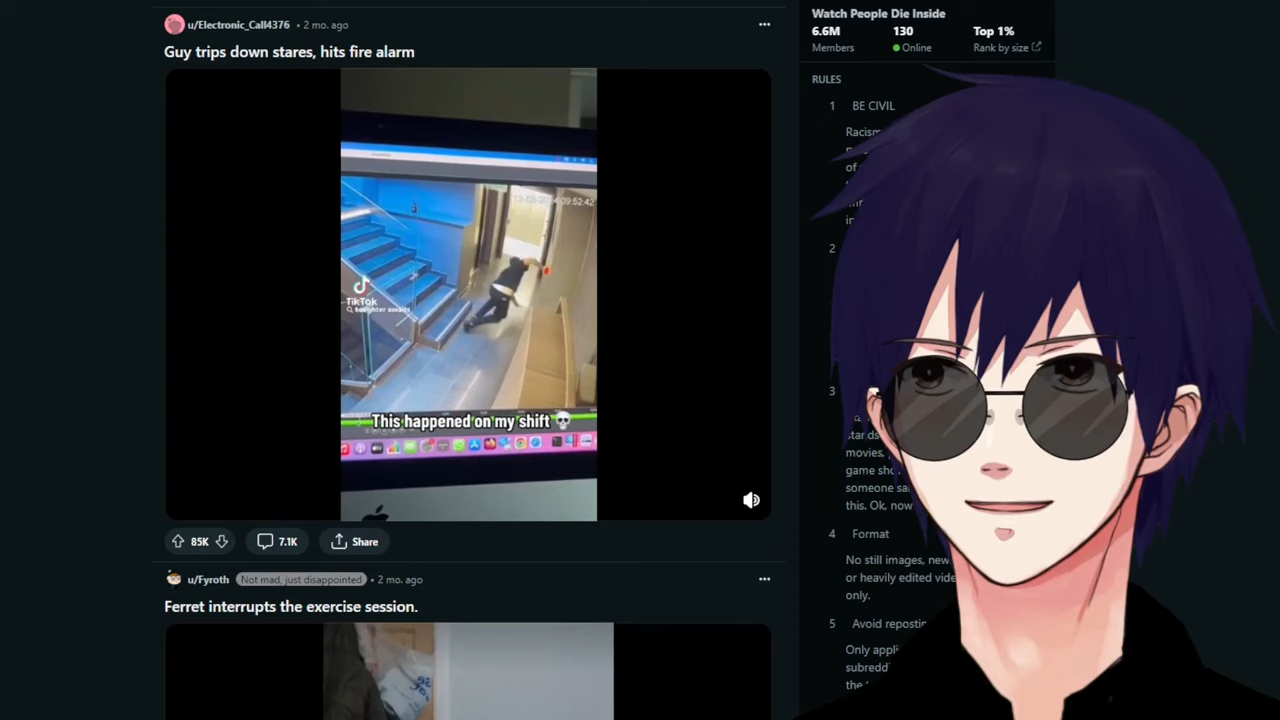 u/Electronic_Call4376 • 2 mo. ago
Guy trips down stares, hits fire alarm
09:52:42
TikTok
This happened on my shift 💀
85K
7.1K
Share
u/Fyroth Not mad, just disappointed • 2 mo. ago
Ferret interrupts the exercise session.
Watch People Die Inside
6.6M 130 Top 1%
Members Online Rank by size
RULES
1 BE CIVIL
2
3
movies,
game sho
someone sa
this. Ok, now
4 Format
No still images, new
or heavily edited vide
only.
5 Avoid repostin
Only appli
subreddi